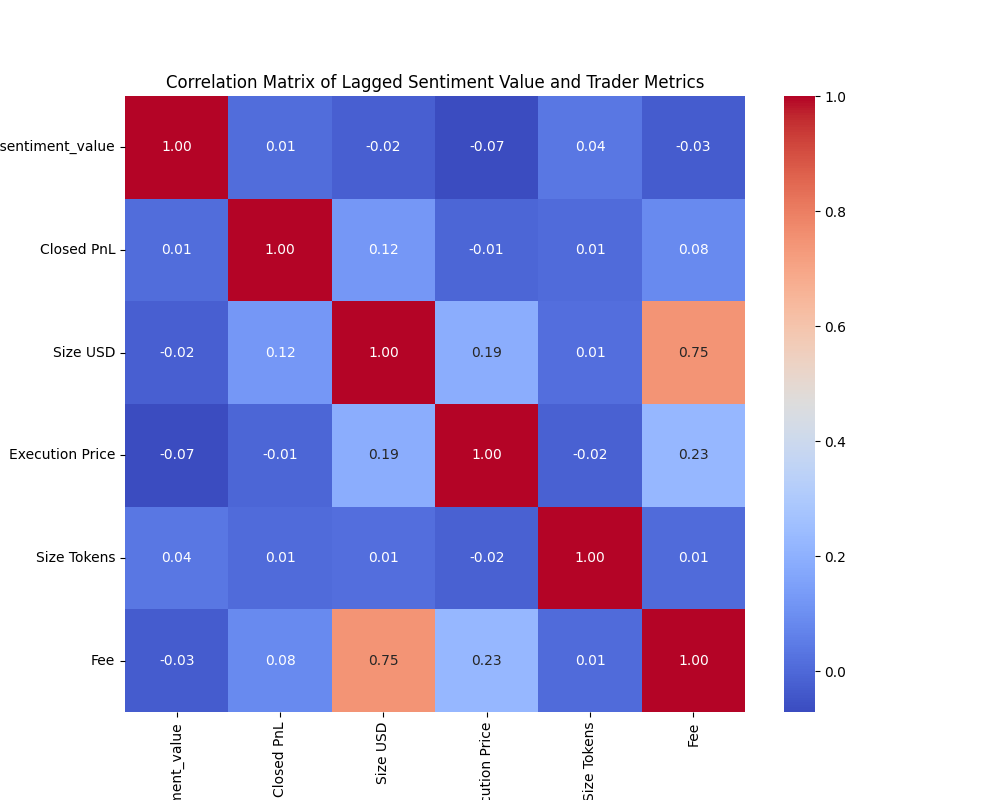 Correlation Matrix of Lagged Sentiment Value and Trader Metrics
sentiment_value 1.00 0.01 -0.02 -0.07 0.04 -0.03
Closed PnL 0.01 1.00 0.12 -0.01 0.01 0.08
Size USD -0.02 0.12 1.00 0.19 0.01 0.75
Execution Price -0.07 -0.01 0.19 1.00 -0.02 0.23
Size Tokens 0.04 0.01 0.01 -0.02 1.00 0.01
Fee -0.03 0.08 0.75 0.23 0.01 1.00
ment_value
Closed PnL
Size USD
cution Price
Size Tokens
Fee
1.0
0.8
0.6
0.4
0.2
0.0